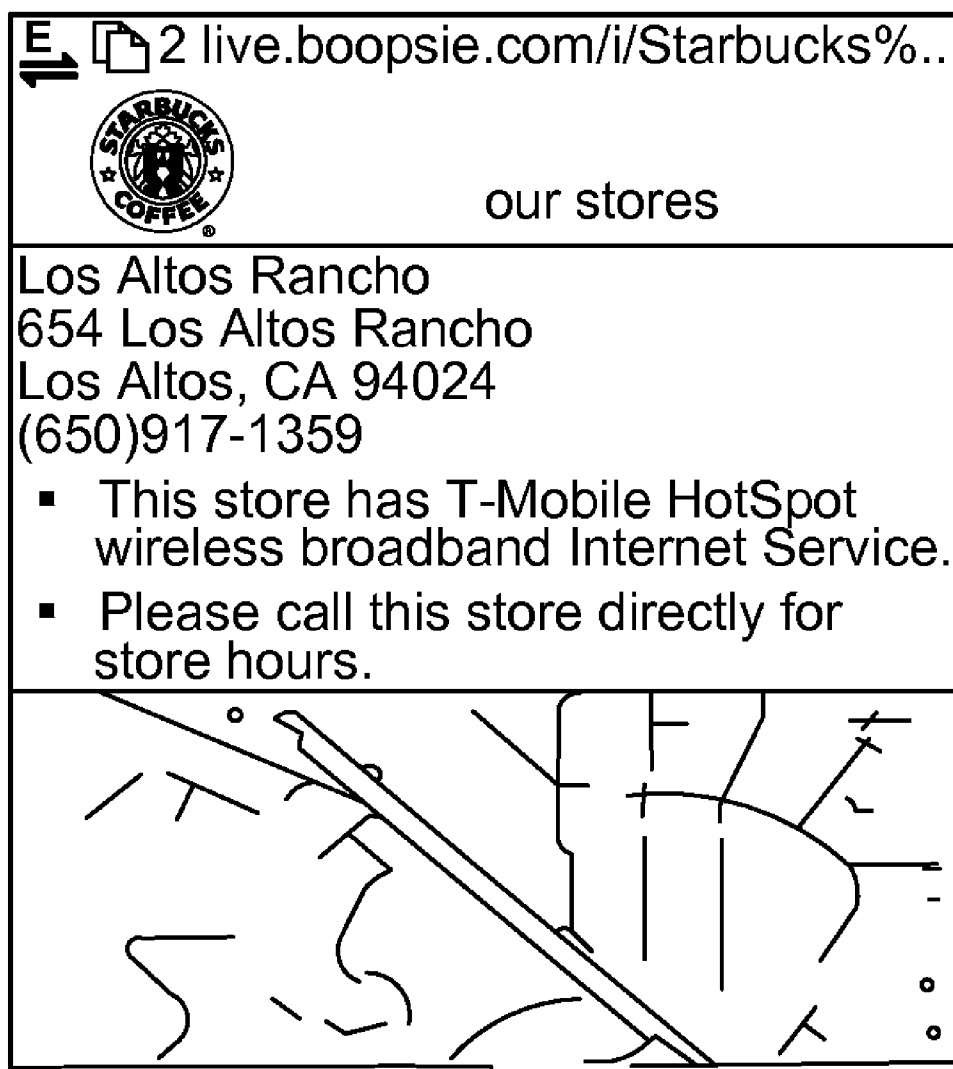 E 2 live.boopsie.com/i/Starbucks%..
STARBUCKS
COFFEE
®
our stores
Los Altos Rancho
654 Los Altos Rancho
Los Altos, CA 94024
(650)917-1359
▪ This store has T-Mobile HotSpot
wireless broadband Internet Service.
▪ Please call this store directly for
store hours.